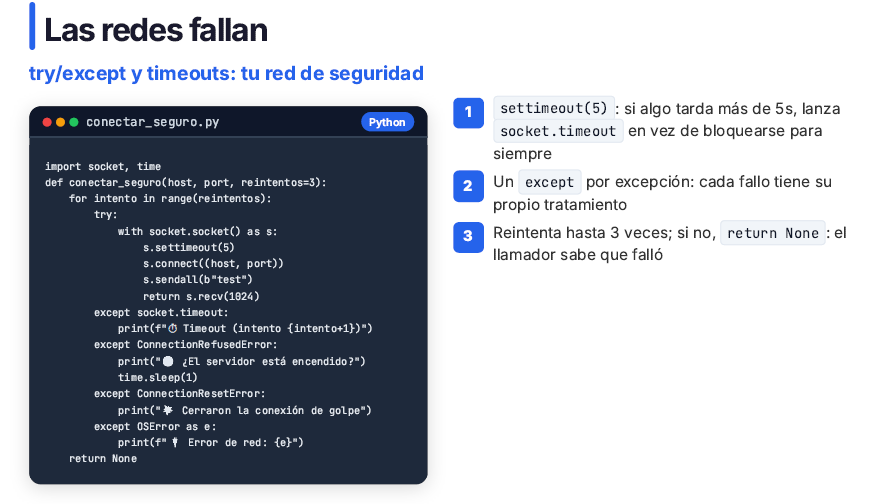 Las redes fallan
try/except y timeouts: tu red de seguridad
conectar_seguro.py
Python
import socket, time
def conectar_seguro(host, port, reintentos=3):
    for intento in range(reintentos):
        try:
            with socket.socket() as s:
                s.settimeout(5)
                s.connect((host, port))
                s.sendall(b"test")
                return s.recv(1024)
        except socket.timeout:
            print(f"⏱ Timeout (intento {intento+1})")
        except ConnectionRefusedError:
            print("⚫ ¿El servidor está encendido?")
            time.sleep(1)
        except ConnectionResetError:
            print("💥 Cerraron la conexión de golpe")
        except OSError as e:
            print(f" Error de red: {e}")
    return None
1 settimeout(5): si algo tarda más de 5s, lanza
socket.timeout en vez de bloquearse para
siempre
2 Un except por excepción: cada fallo tiene su
propio tratamiento
3 Reintenta hasta 3 veces; si no, return None: el
llamador sabe que falló